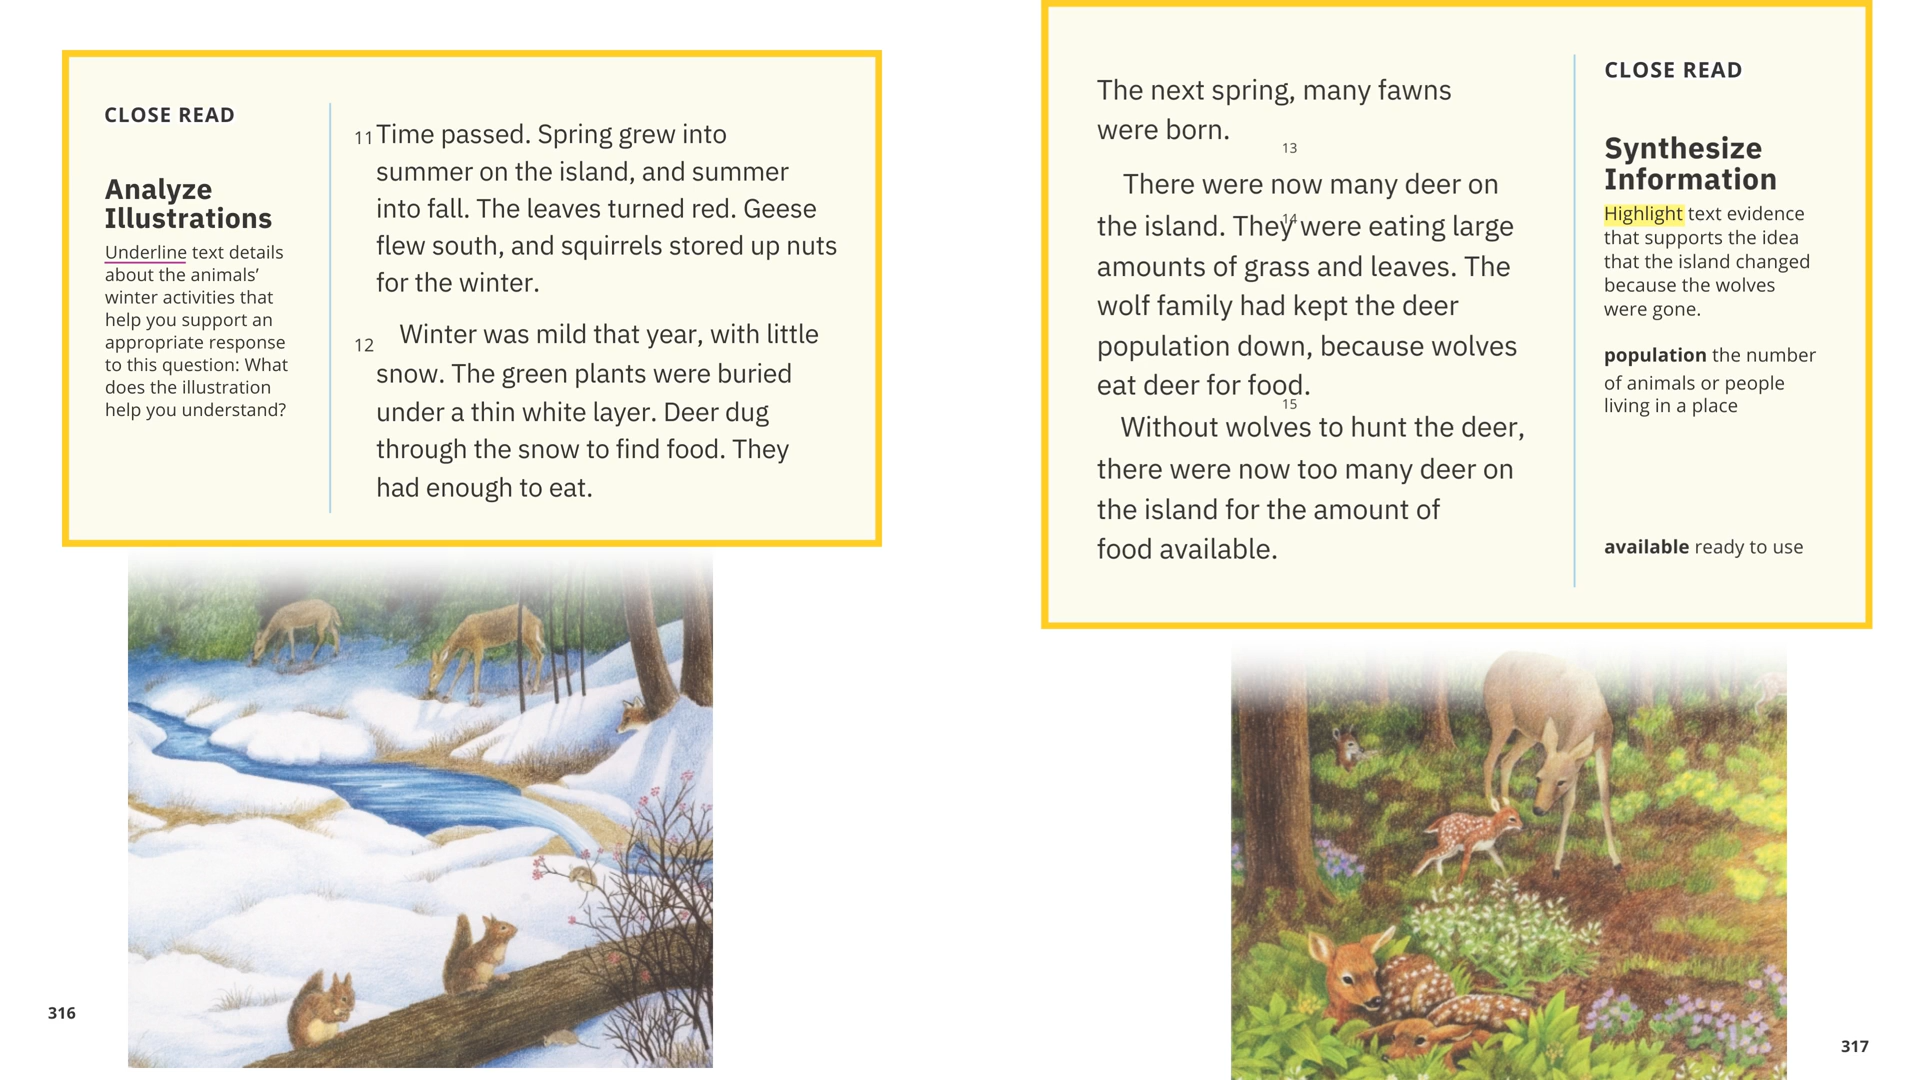 CLOSE READ
Analyze
Illustrations
Underline text details
about the animals’
winter activities that
help you support an
appropriate response
to this question: What
does the illustration
help you understand?
11 Time passed. Spring grew into
summer on the island, and summer
into fall. The leaves turned red. Geese
flew south, and squirrels stored up nuts
for the winter.
12 Winter was mild that year, with little
snow. The green plants were buried
under a thin white layer. Deer dug
through the snow to find food. They
had enough to eat.
316
The next spring, many fawns
were born.
13
There were now many deer on
14
the island. They were eating large
amounts of grass and leaves. The
wolf family had kept the deer
population down, because wolves
eat deer for food.
15
Without wolves to hunt the deer,
there were now too many deer on
the island for the amount of
food available.
CLOSE READ
Synthesize
Information
Highlight text evidence
that supports the idea
that the island changed
because the wolves
were gone.
population the number
of animals or people
living in a place
available ready to use
317